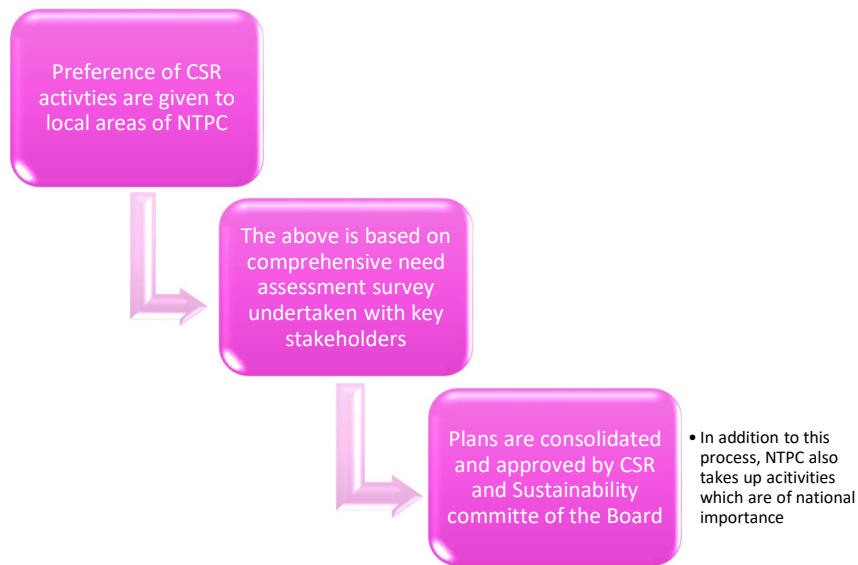 Preference of CSR
activties are given to
local areas of NTPC
The above is based on
comprehensive need
assessment survey
undertaken with key
stakeholders
Plans are consolidated
and approved by CSR
and Sustainability
committe of the Board
• In addition to this
process, NTPC also
takes up acitivities
which are of national
importance